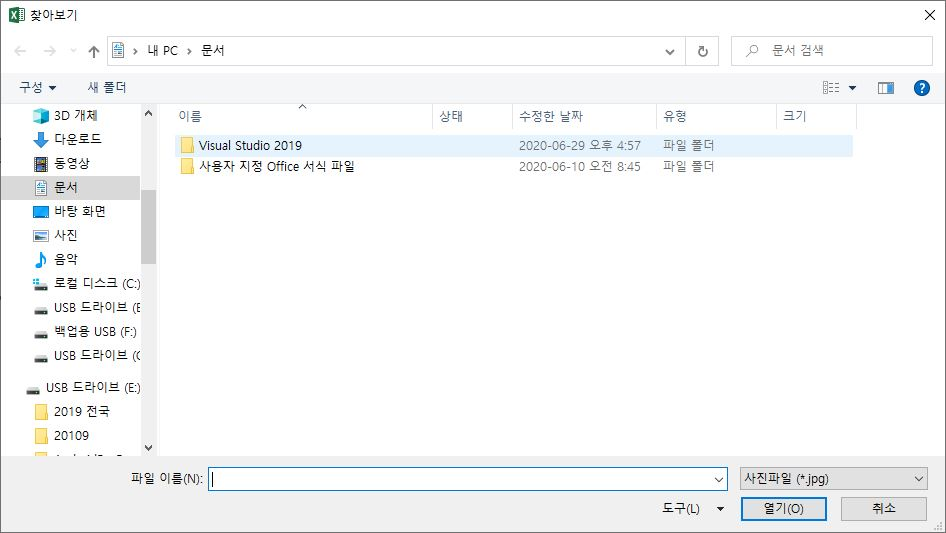 찾아보기
내 PC > 문서
문서 검색
구성
새 폴더
3D 개체
다운로드
동영상
문서
바탕 화면
사진
음악
로컬 디스크 (C:)
USB 드라이브 (E
백업용 USB (F:)
USB 드라이브 (G
USB 드라이브 (E:)
2019 전국
20109
이름 상태 수정한 날짜 유형 크기
Visual Studio 2019 2020-06-29 오후 4:57 파일 폴더
사용자 지정 Office 서식 파일 2020-06-10 오전 8:45 파일 폴더
파일 이름(N):
사진파일 (*.jpg)
도구(L)
열기(O)
취소